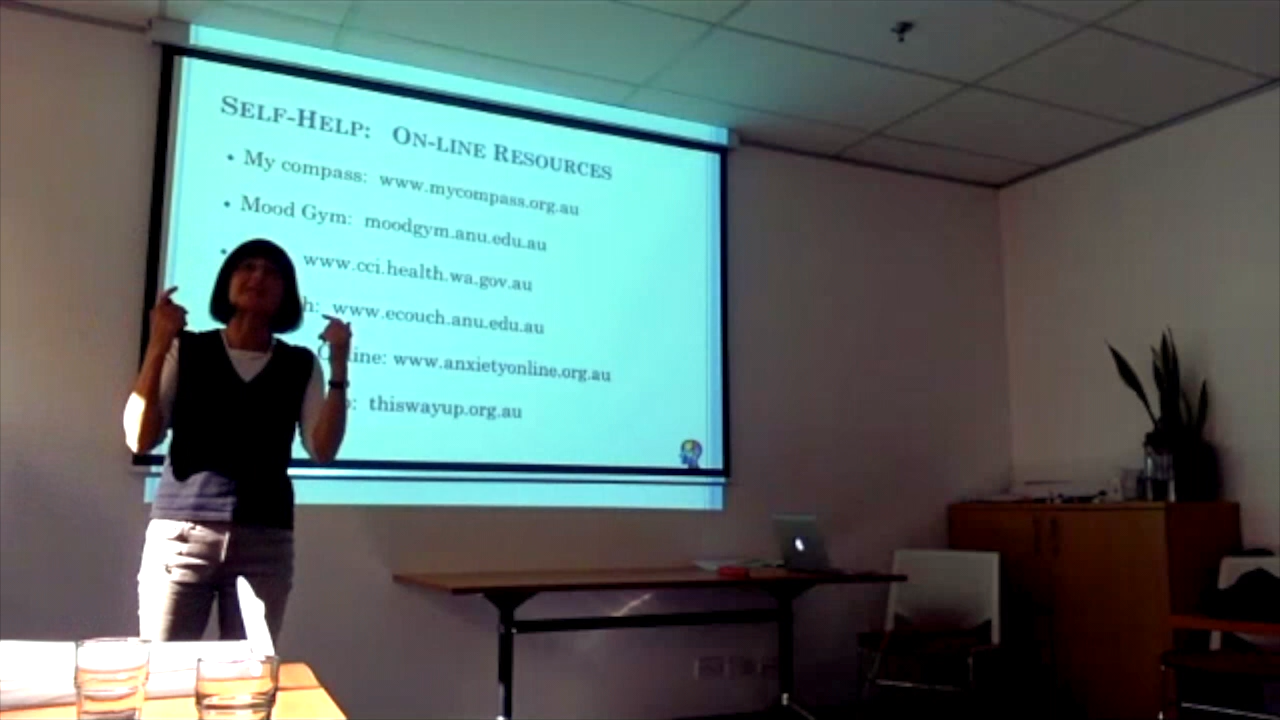 SELF-HELP: ON-LINE RESOURCES
• My compass: www.mycompass.org.au
• Mood Gym: moodgym.anu.edu.au
• www.cci.health.wa.gov.au
h: www.ecouch.anu.edu.au
line: www.anxietyonline.org.au
: thiswayup.org.au